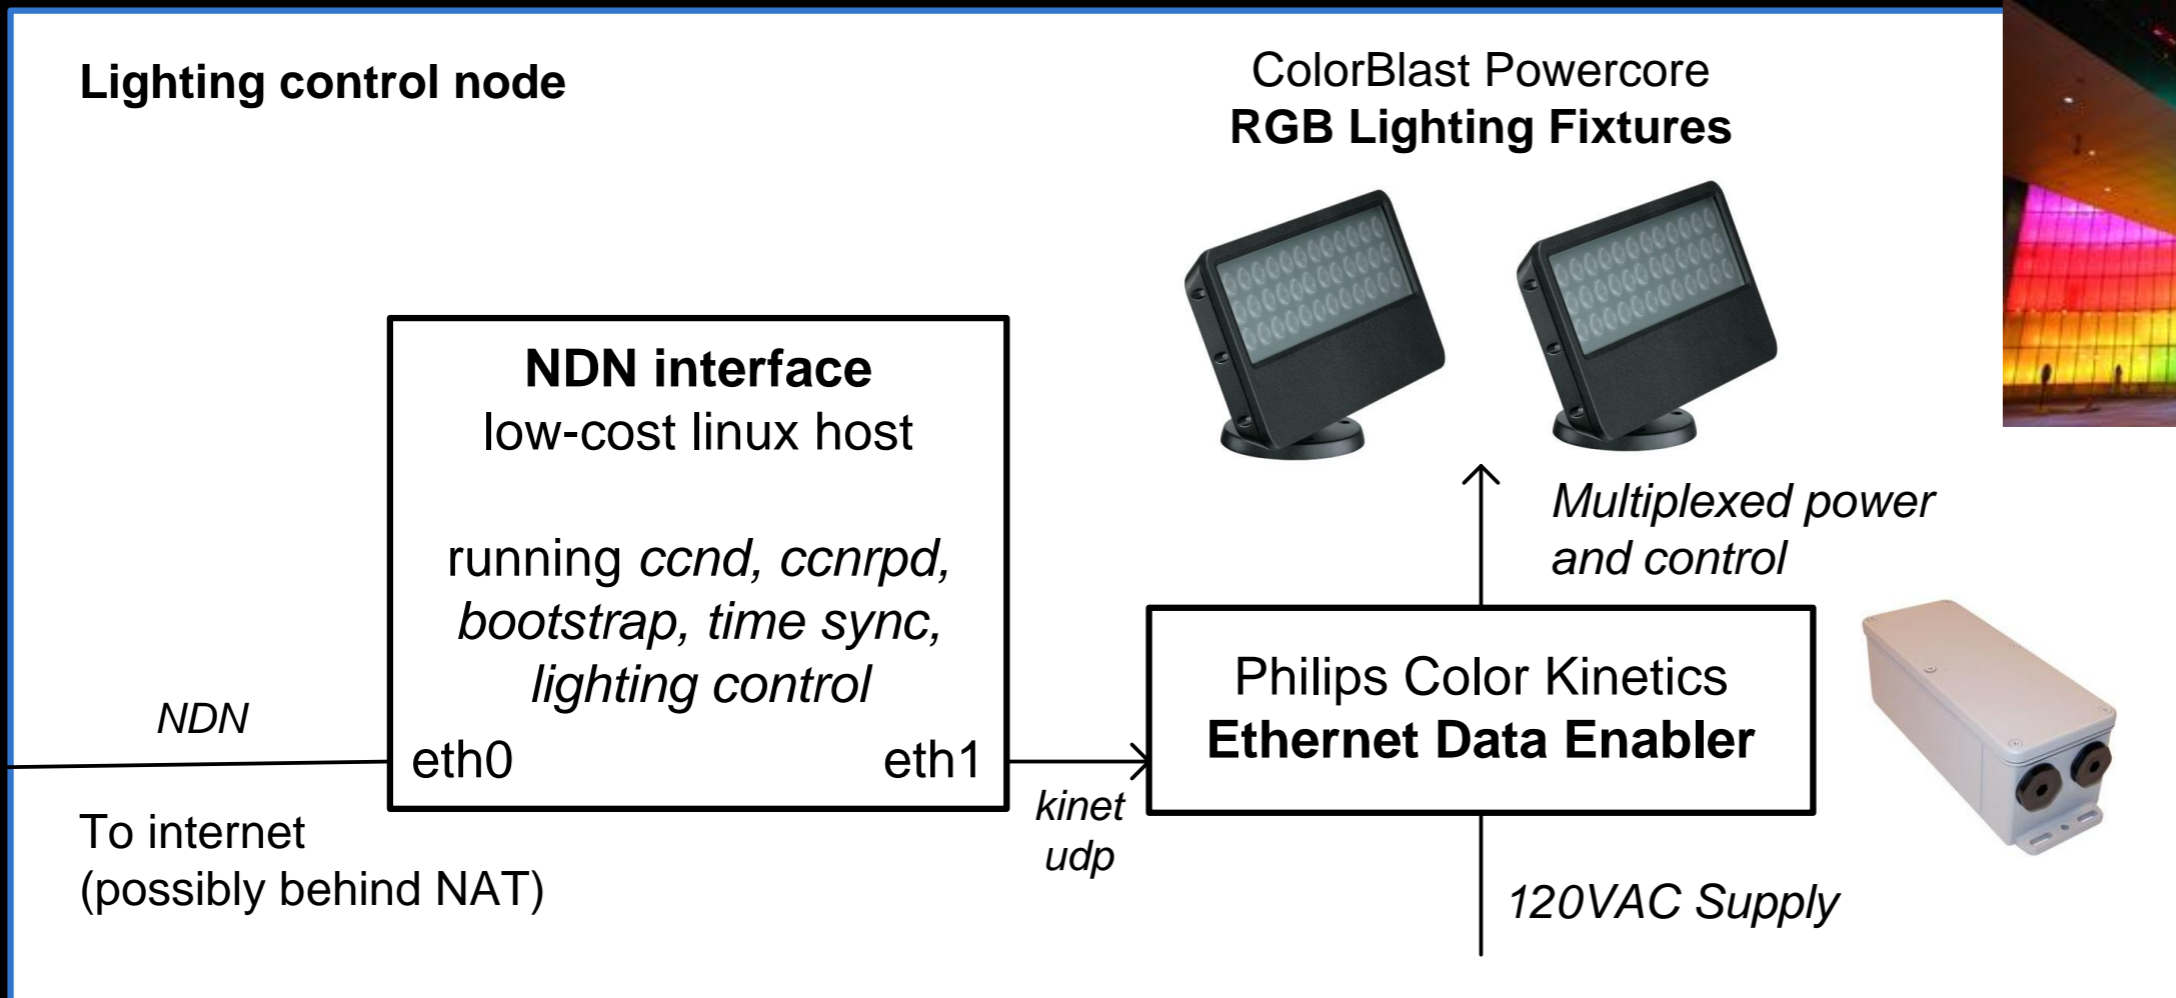 Lighting control node
ColorBlast Powercore
RGB Lighting Fixtures
NDN interface
low-cost linux host
running ccnd, ccnrpd,
bootstrap, time sync,
lighting control
eth0
eth1
NDN
To internet
(possibly behind NAT)
kinet
udp
Multiplexed power
and control
Philips Color Kinetics
Ethernet Data Enabler
120VAC Supply